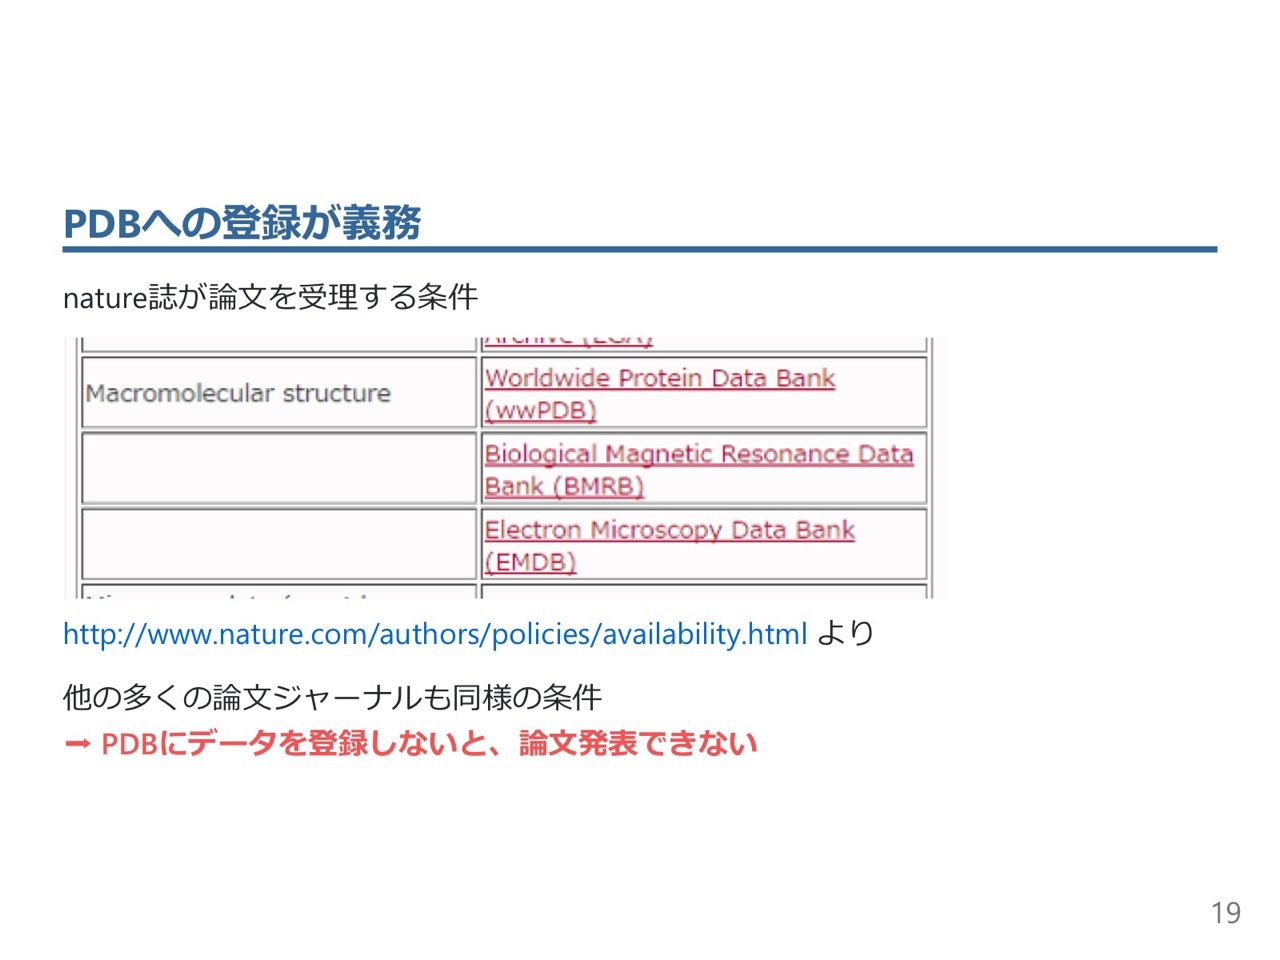 PDBへの登録が義務
nature誌が論文を受理する条件
Archive (EGA)
Macromolecular structure
Worldwide Protein Data Bank
(wwPDB)
Biological Magnetic Resonance Data
Bank (BMRB)
Electron Microscopy Data Bank
(EMDB)
http://www.nature.com/authors/policies/availability.html より
他の多くの論文ジャーナルも同様の条件
➡ PDBにデータを登録しないと、論文発表できない
19